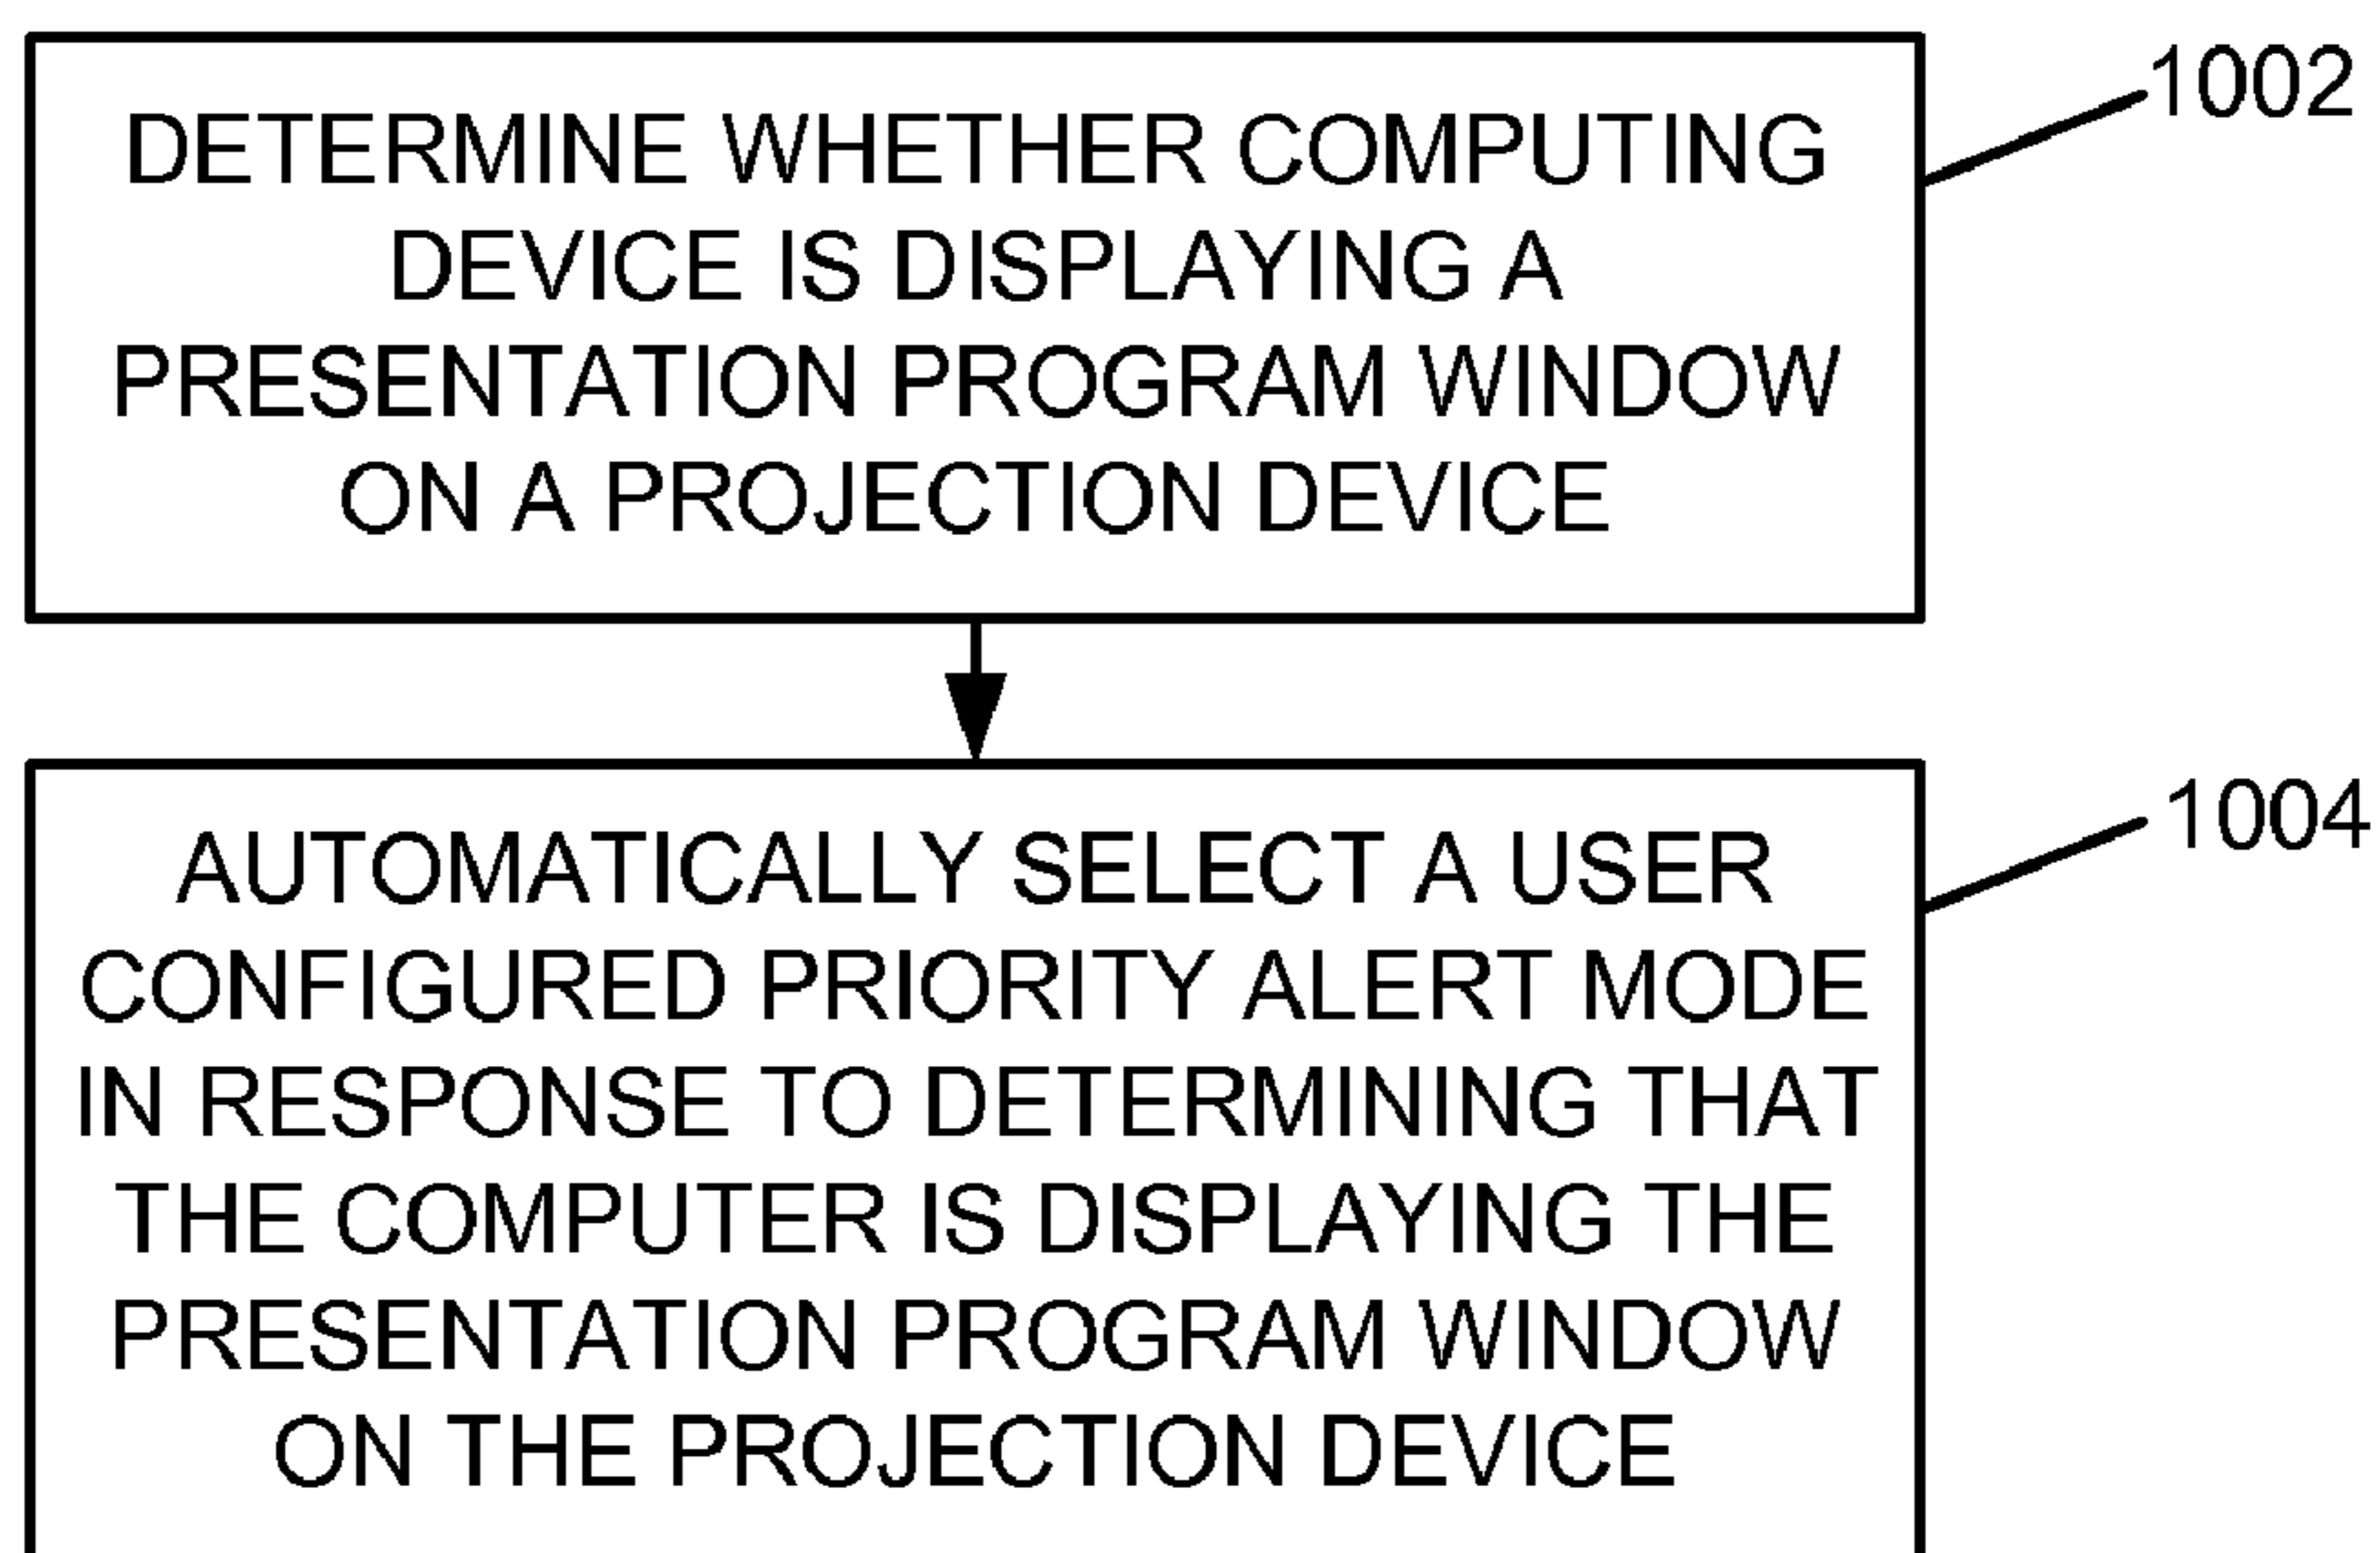 1002
DETERMINE WHETHER COMPUTING
DEVICE IS DISPLAYING A
PRESENTATION PROGRAM WINDOW
ON A PROJECTION DEVICE
1004
AUTOMATICALLY SELECT A USER
CONFIGURED PRIORITY ALERT MODE
IN RESPONSE TO DETERMINING THAT
THE COMPUTER IS DISPLAYING THE
PRESENTATION PROGRAM WINDOW
ON THE PROJECTION DEVICE